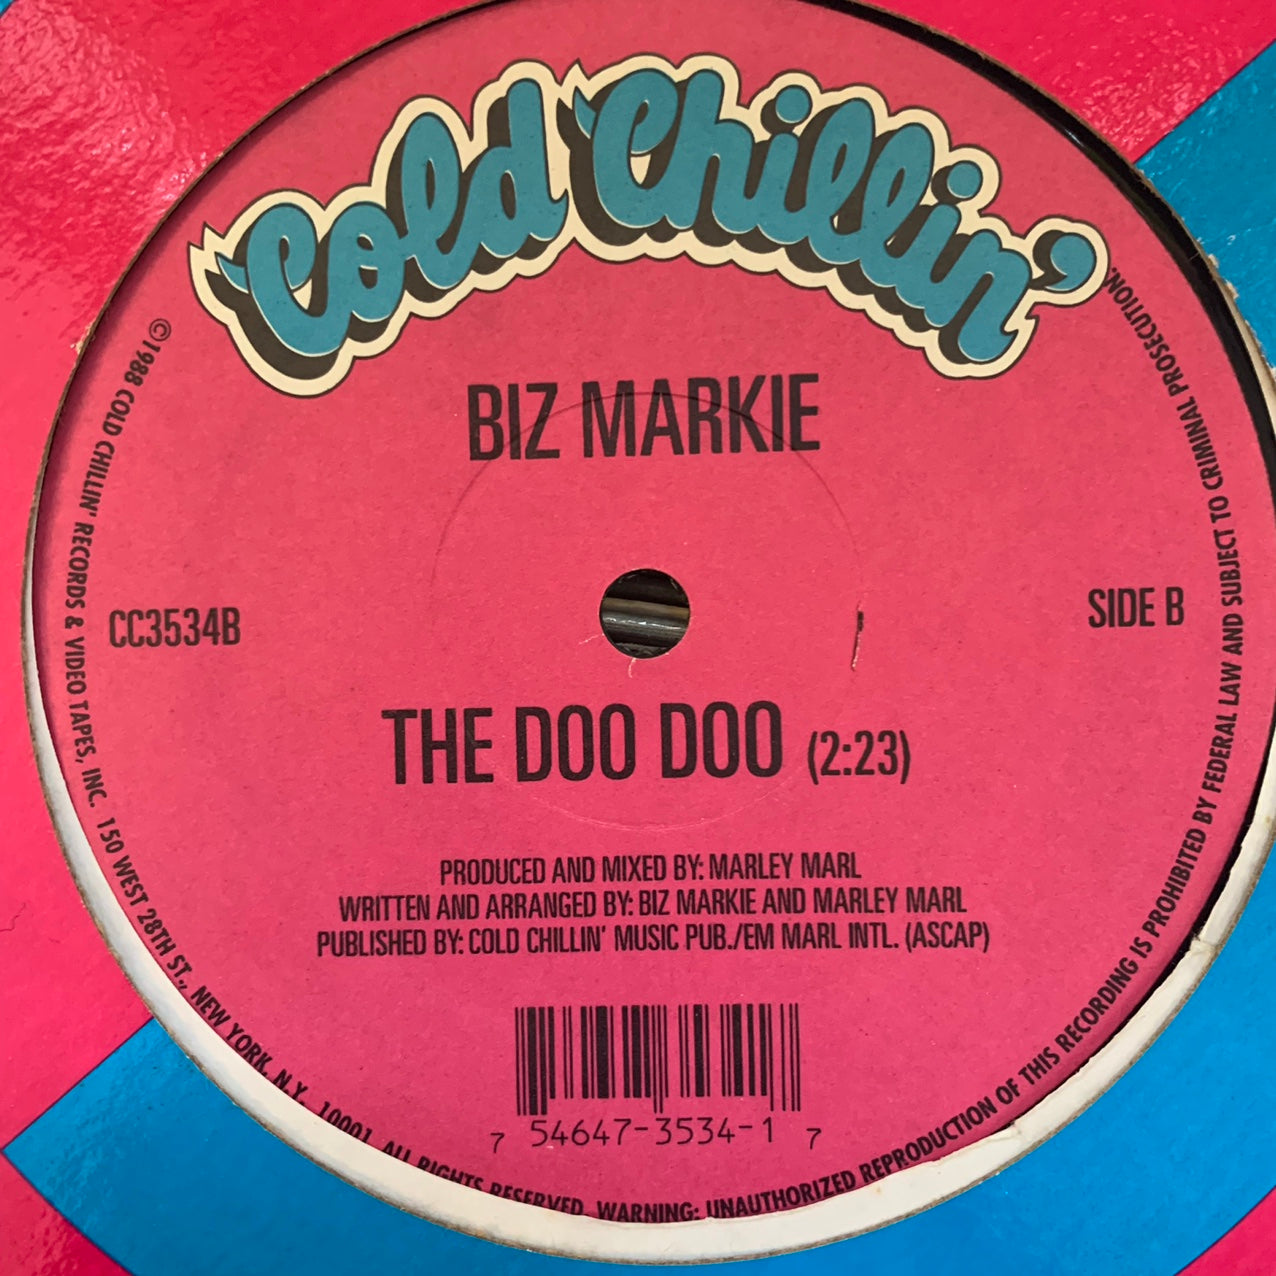 Cold Chillin'
BIZ MARKIE
CC3534B
SIDE B
THE DOO DOO (2:23)
PRODUCED AND MIXED BY: MARLEY MARL
WRITTEN AND ARRANGED BY: BIZ MARKIE AND MARLEY MARL
PUBLISHED BY: COLD CHILLIN' MUSIC PUB./EM MARL INTL. (ASCAP)
7 54647-3534-1 7
©1988 COLD CHILLIN' RECORDS & VIDEO TAPES, INC. 150 WEST 28TH ST., NEW YORK, N.Y. 10001 ALL RIGHTS RESERVED. WARNING: UNAUTHORIZED REPRODUCTION OF THIS RECORDING IS PROHIBITED BY FEDERAL LAW AND SUBJECT TO CRIMINAL PROSECUTION.